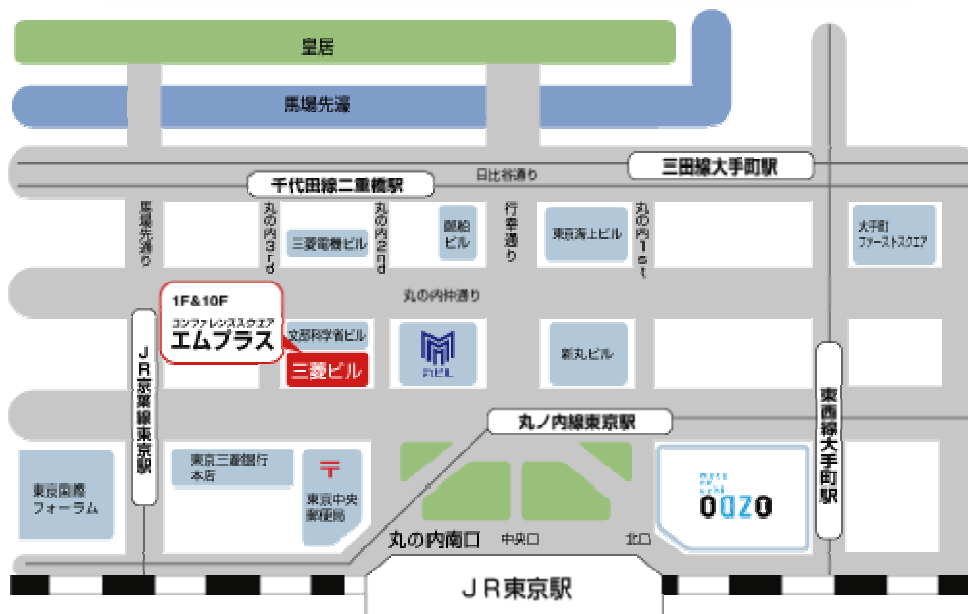 皇居
馬場先濠
三田線大手町駅
日比谷通り
千代田線二重橋駅
馬場先通り
丸の内3rd
三菱電機ビル
丸の内2nd
郵船
ビル
行幸通り
東京海上ビル
丸の内1st
大手町
ファーストスクエア
丸の内仲通り
1F&10F
コンファレンススクエア
エムプラス
文部科学省ビル
三菱ビル
丸ビル
新丸ビル
JR京葉線東京駅
東西線大手町駅
丸ノ内線東京駅
東京国際
フォーラム
東京三菱銀行
本店
〒
東京中央
郵便局
oazo
丸の内南口
中央口
北口
JR東京駅